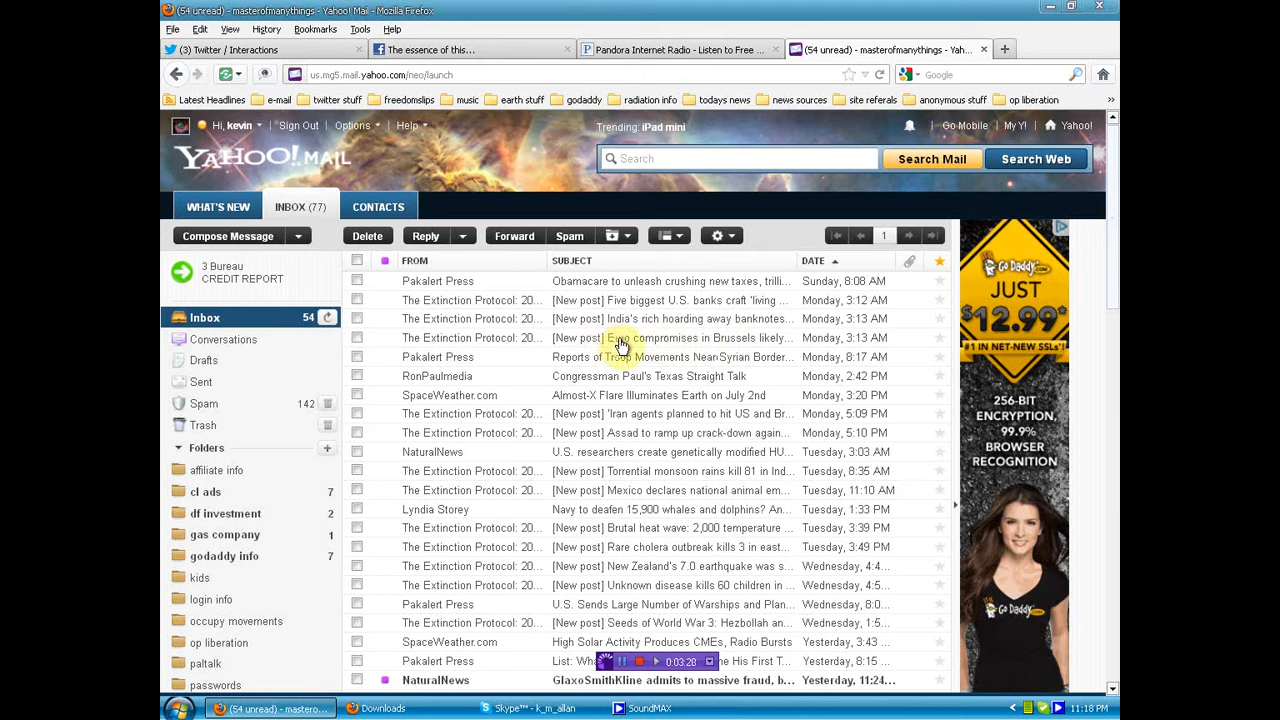 (54 unread) - masterofmanythings - Yahoo! Mail - Mozilla Firefox
File Edit View History Bookmarks Tools Help
(3) Twitter / Interactions × The essence of this... × Pandora Internet Radio - Listen to Free ... × (54 unread) - masterofmanythings - Yah... × +
us.mg5.mail.yahoo.com/neo/launch Google
Latest Headlines e-mail twitter stuff freedomslips music earth stuff godaddy radiation info todays news news sources site referals anonymous stuff op liberation »
Hi, kevin Sign Out Options Help Trending: iPad mini Go Mobile My Y! Yahoo!
YAHOO! MAIL Search Search Mail Search Web
WHAT'S NEW INBOX (77) CONTACTS
Compose Message Delete Reply Forward Spam 1
FROM SUBJECT DATE
3 Bureau
CREDIT REPORT
Inbox 54
Conversations
Drafts
Sent
Spam 142
Trash
Folders +
affiliate info
cl ads 7
df investment 2
gas company 1
godaddy info 7
kids
login info
occupy movements
op liberation
paltalk
passwords
Pakalert Press Obamacare to unleash crushing new taxes, trilli... Sunday, 8:08 AM
The Extinction Protocol: 20... [New post] Five biggest U.S. banks craft 'living ... Monday, 3:12 AM
The Extinction Protocol: 20... [New post] India's rich hoarding away banknotes... Monday, 3:13 AM
The Extinction Protocol: 20... [New post] Euro compromises in Brussels likely... Monday, 3:13 AM
Pakalert Press Reports of Troop Movements Near Syrian Border... Monday, 8:17 AM
RonPaulmedia Congressman Paul's Texas Straight Talk Monday, 2:42 PM
SpaceWeather.com Almost-X Flare Illuminates Earth on July 2nd Monday, 3:20 PM
The Extinction Protocol: 20... [New post] 'Iran agents planned to hit US and Br... Monday, 5:09 PM
The Extinction Protocol: 20... [New post] Assad to ramp up crack-down again... Monday, 5:10 PM
NaturalNews U.S. researchers create genetically modified HU... Tuesday, 3:03 AM
The Extinction Protocol: 20... [New post] Torrential monsoon rains kill 81 in Ind... Tuesday, 8:35 AM
The Extinction Protocol: 20... [New post] Mexico declares national animal em... Tuesday, 11:10 AM
Lyndia Storey Navy to deafen 15,900 whales and dolphins? An... Tuesday, 1:33 PM
The Extinction Protocol: 20... [New post] Brutal heat wave: 2,000 temperature ... Tuesday, 3:39 PM
The Extinction Protocol: 20... [New post] Rare cholera outbreak kills 3 in east... Tuesday, 3:49 PM
The Extinction Protocol: 20... [New post] New Zealand's 7.0 earthquake was s... Wednesday, 4:4...
The Extinction Protocol: 20... [New post] Unknown disease kills 60 children in ... Wednesday, 4:5...
Pakalert Press U.S. Sends Large Number of Warships and Plan... Wednesday, 8:0...
The Extinction Protocol: 20... [New post] Seeds of World War 3: Hezbollah an... Wednesday, ...
SpaceWeather.com High Solar Activity Produces CMEs, Radio Bursts Yesterday, 3:43 ...
Pakalert Press List: Wh ne His First T... Yesterday, 8:15 ...
0:03:28
NaturalNews GlaxoSmithKline admits to massive fraud, b... Yesterday, 11:24...
Go Daddy.com
JUST
$12.99*
#1 IN NET-NEW SSLs!
256-BIT
ENCRYPTION,
99.9%
BROWSER
RECOGNITION
Go Daddy
(54 unread) - mastero... Downloads Skype™ - k_m_allan SoundMAX 11:18 PM